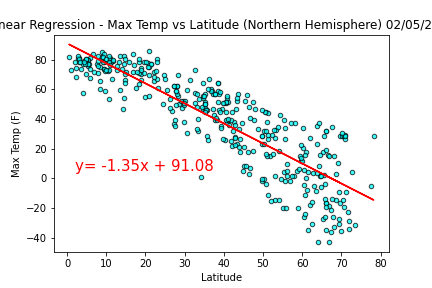 near Regression - Max Temp vs Latitude (Northern Hemisphere) 02/05/2
80
60
40
20
0
−20
−40
Max Temp (F)
y= -1.35x + 91.08
0 10 20 30 40 50 60 70 80
Latitude